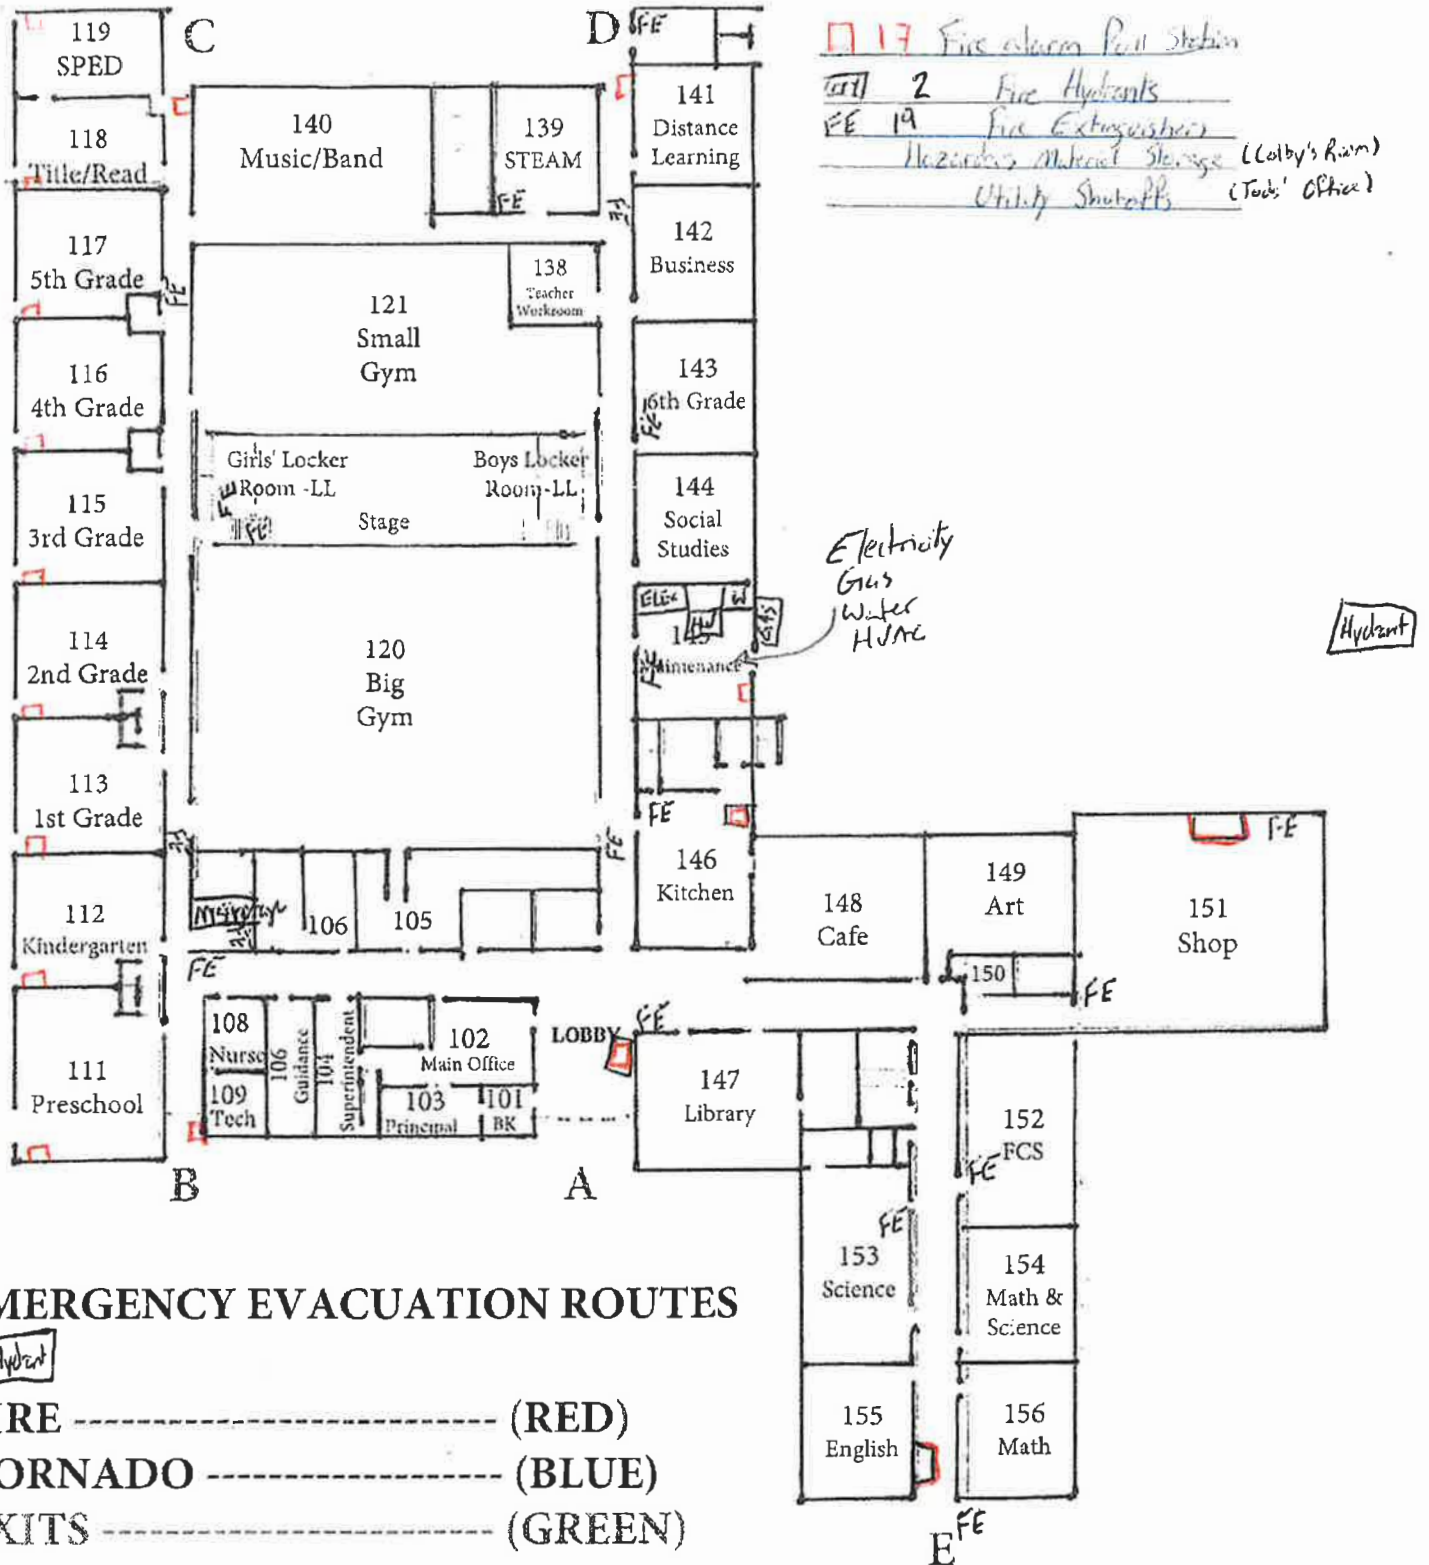 119
SPED
C
D
FE
17 Fire Alarm Pull Station
2 Fire Hydrants
FE 19 Fire Extinguishers
Hazardous Material Storage (Colby's Room)
Utility Shutoffs
118
Title/Read
140
Music/Band
139
STEAM
FE
141
Distance
Learning
FE
117
5th Grade
FE
142
Business
138
Teacher
Workroom
121
Small
Gym
116
4th Grade
143
6th Grade
FE
Girls' Locker
Room -LL
Boys Locker
Room-LL
FE
FE
Stage
115
3rd Grade
144
Social
Studies
Electricity
Gas
Water
HVAC
ELEC
W
GAS
HV
145
Maintenance
FE
Hydrant
114
2nd Grade
120
Big
Gym
113
1st Grade
FE
FE
FE
146
Kitchen
148
Cafe
149
Art
150
FE
151
Shop
FE
112
Kindergarten
106
105
FE
FE
108
Nurse
109
Tech
106
Guidance
104
Superintendent
102
Main Office
103
Principal
101
BK
LOBBY
FE
147
Library
111
Preschool
152
FCS
FE
B
A
FE
153
Science
154
Math &
Science
155
English
156
Math
E
FE
MERGENCY EVACUATION ROUTES
Hydrant
IRE ---------------------------- (RED)
ORNADO -------------------- (BLUE)
XITS -------------------------- (GREEN)